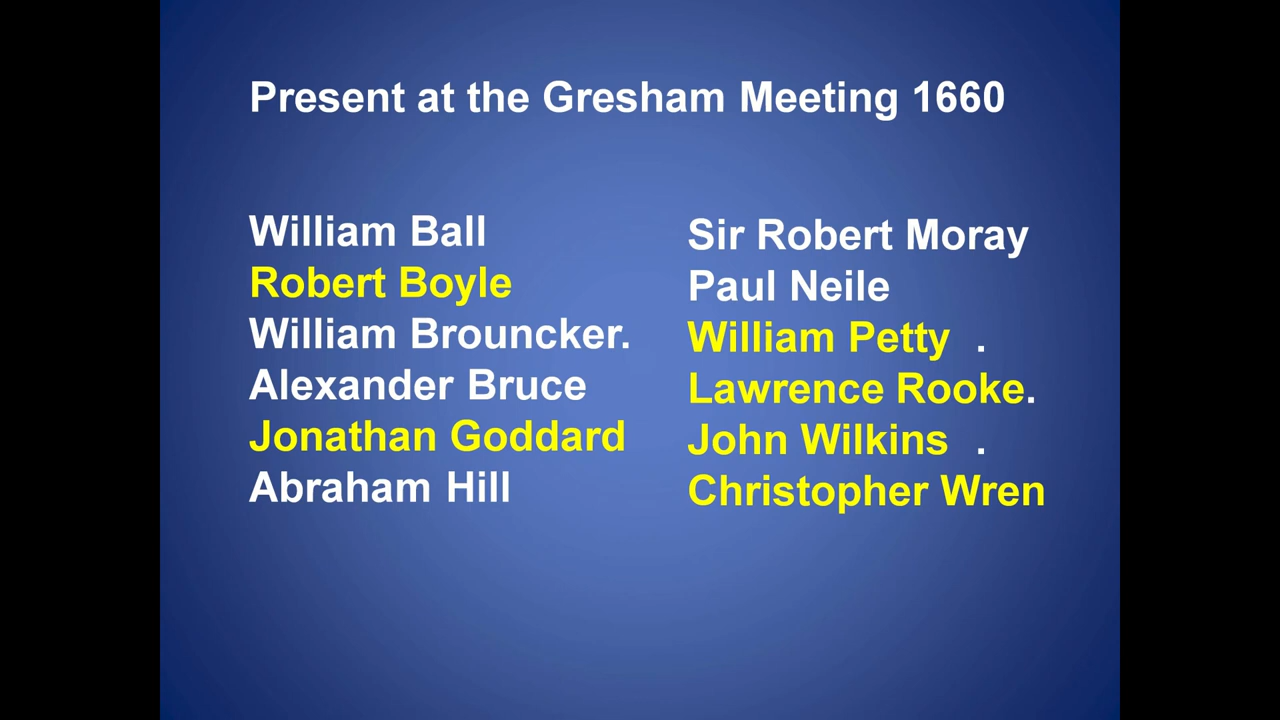 Present at the Gresham Meeting 1660
William Ball
Robert Boyle
William Brouncker.
Alexander Bruce
Jonathan Goddard
Abraham Hill
Sir Robert Moray
Paul Neile
William Petty .
Lawrence Rooke.
John Wilkins .
Christopher Wren